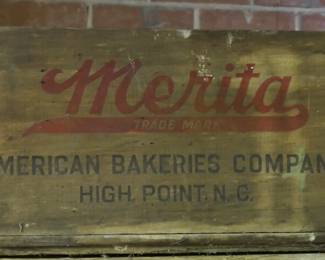 Merita
TRADE MARK
MERICAN BAKERIES COMPAN
HIGH POINT, N.C.